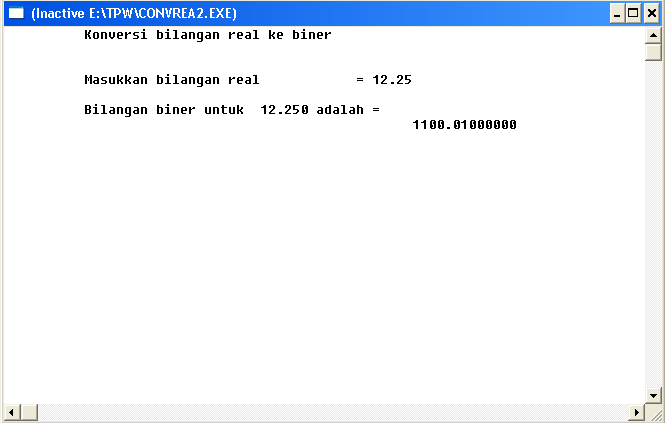 (Inactive E:\TPW\CONVREA2.EXE)
Konversi bilangan real ke biner
Masukkan bilangan real = 12.25
Bilangan biner untuk 12.250 adalah =
1100.01000000